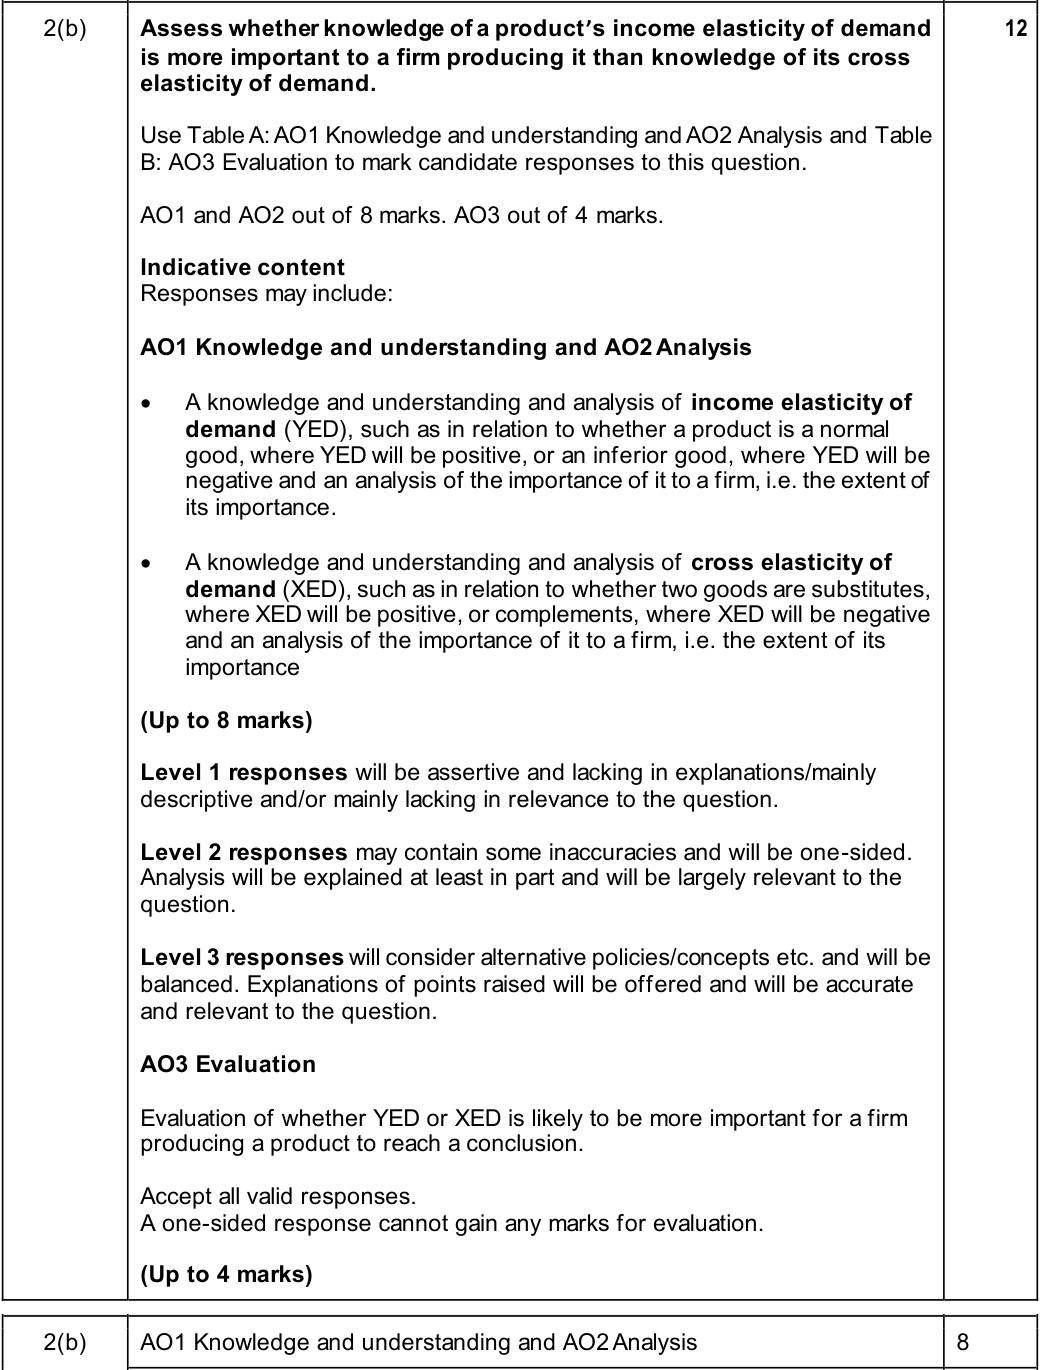 2(b)
Assess whether knowledge of a product’s income elasticity of demand
12
is more important to a firm producing it than knowledge of its cross
elasticity of demand.
Use Table A: AO1 Knowledge and understanding and AO2 Analysis and Table
B: AO3 Evaluation to mark candidate responses to this question.
AO1 and AO2 out of 8 marks. AO3 out of 4 marks.
Indicative content
Responses may include:
AO1 Knowledge and understanding and AO2 Analysis
• A knowledge and understanding and analysis of income elasticity of
demand (YED), such as in relation to whether a product is a normal
good, where YED will be positive, or an inferior good, where YED will be
negative and an analysis of the importance of it to a firm, i.e. the extent of
its importance.
• A knowledge and understanding and analysis of cross elasticity of
demand (XED), such as in relation to whether two goods are substitutes,
where XED will be positive, or complements, where XED will be negative
and an analysis of the importance of it to a firm, i.e. the extent of its
importance
(Up to 8 marks)
Level 1 responses will be assertive and lacking in explanations/mainly
descriptive and/or mainly lacking in relevance to the question.
Level 2 responses may contain some inaccuracies and will be one-sided.
Analysis will be explained at least in part and will be largely relevant to the
question.
Level 3 responses will consider alternative policies/concepts etc. and will be
balanced. Explanations of points raised will be offered and will be accurate
and relevant to the question.
AO3 Evaluation
Evaluation of whether YED or XED is likely to be more important for a firm
producing a product to reach a conclusion.
Accept all valid responses.
A one-sided response cannot gain any marks for evaluation.
(Up to 4 marks)
2(b)
AO1 Knowledge and understanding and AO2 Analysis
8